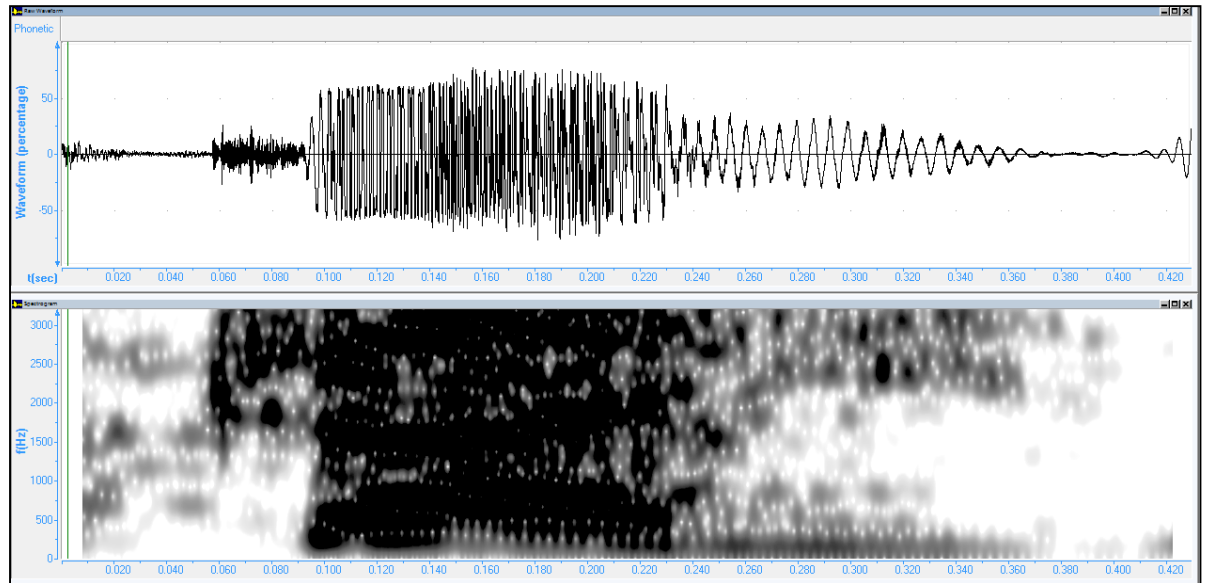 Raw Waveform
Phonetic
Waveform (percentage)
50-
0-
-50-
t(sec)
0.020 0.040 0.060 0.080 0.100 0.120 0.140 0.160 0.180 0.200 0.220 0.240 0.260 0.280 0.300 0.320 0.340 0.360 0.380 0.400 0.420
Spectrogram
f(Hz)
3000-
2500-
2000-
1500-
1000-
500-
0-
0.020 0.040 0.060 0.080 0.100 0.120 0.140 0.160 0.180 0.200 0.220 0.240 0.260 0.280 0.300 0.320 0.340 0.360 0.380 0.400 0.420